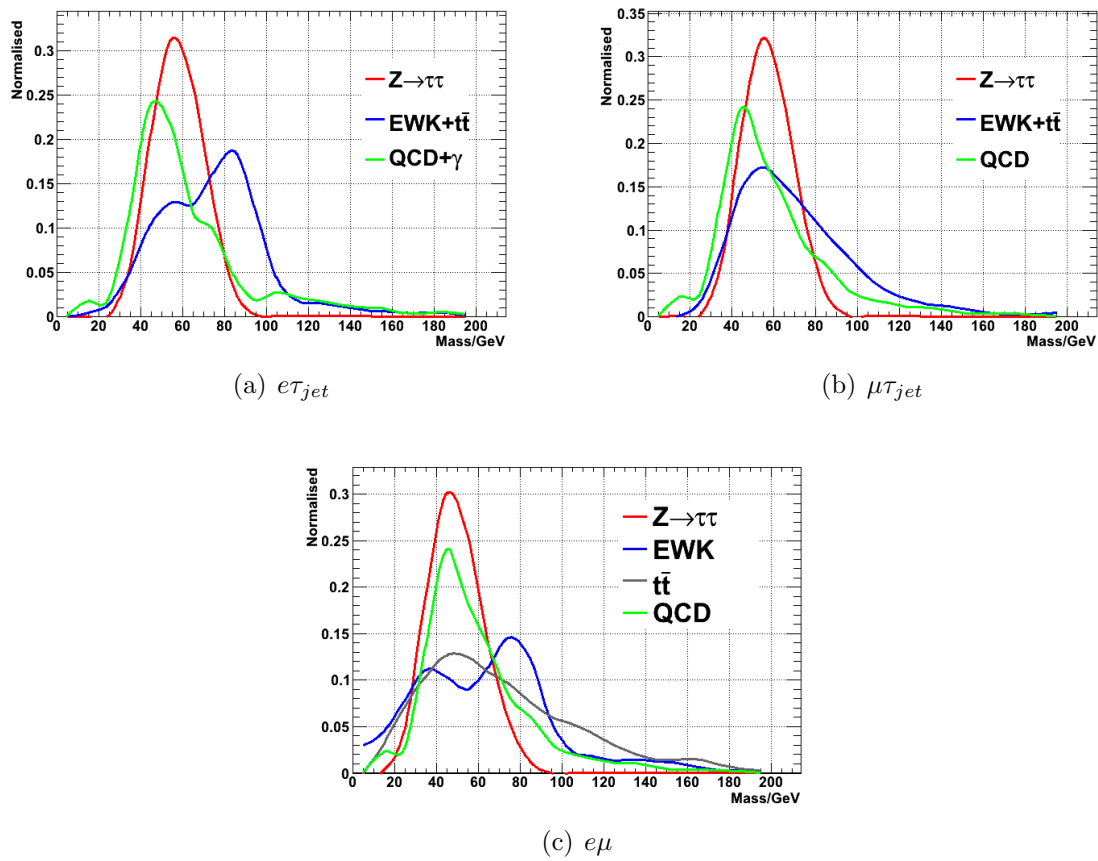 Normalised
0.3
0.25
0.2
0.15
0.1
0.05
0
Z→ττ
EWK+tt̄
QCD+γ
0 20 40 60 80 100 120 140 160 180 200
Mass/GeV
(a) eτjet
Normalised
0.35
0.3
0.25
0.2
0.15
0.1
0.05
0
Z→ττ
EWK+tt̄
QCD
0 20 40 60 80 100 120 140 160 180 200
Mass/GeV
(b) μτjet
Normalised
0.3
0.25
0.2
0.15
0.1
0.05
0
Z→ττ
EWK
tt̄
QCD
0 20 40 60 80 100 120 140 160 180 200
Mass/GeV
(c) eμ